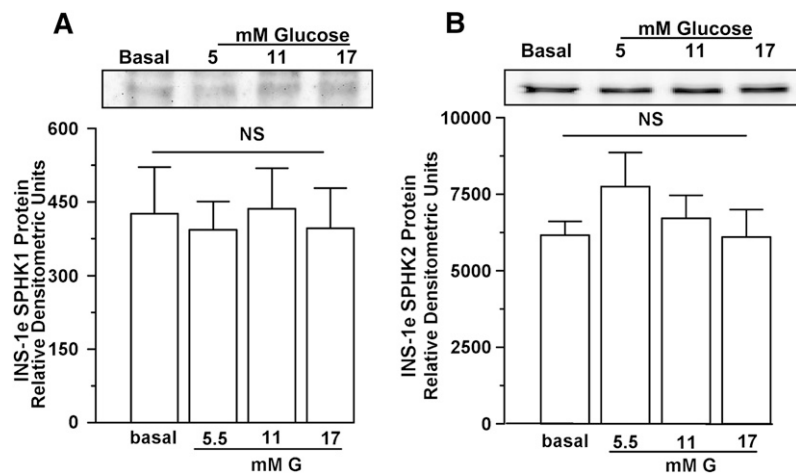 A
mM Glucose
Basal 5 11 17
600
450
300
150
0
INS-1e SPHK1 Protein
Relative Densitometric Units
NS
basal 5.5 11 17
mM G
B
mM Glucose
Basal 5 11 17
10000
7500
5000
2500
0
INS-1e SPHK2 Protein
Relative Densitometric Units
NS
basal 5.5 11 17
mM G